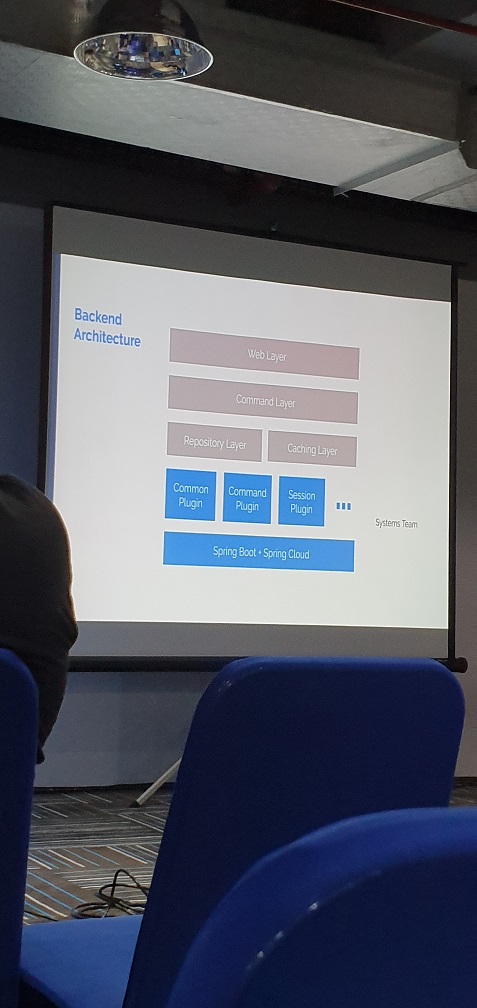 Backend
Architecture
Web Layer
Command Layer
Repository Layer
Caching Layer
Common
Plugin
Command
Plugin
Session
Plugin
Systems Team
Spring Boot + Spring Cloud